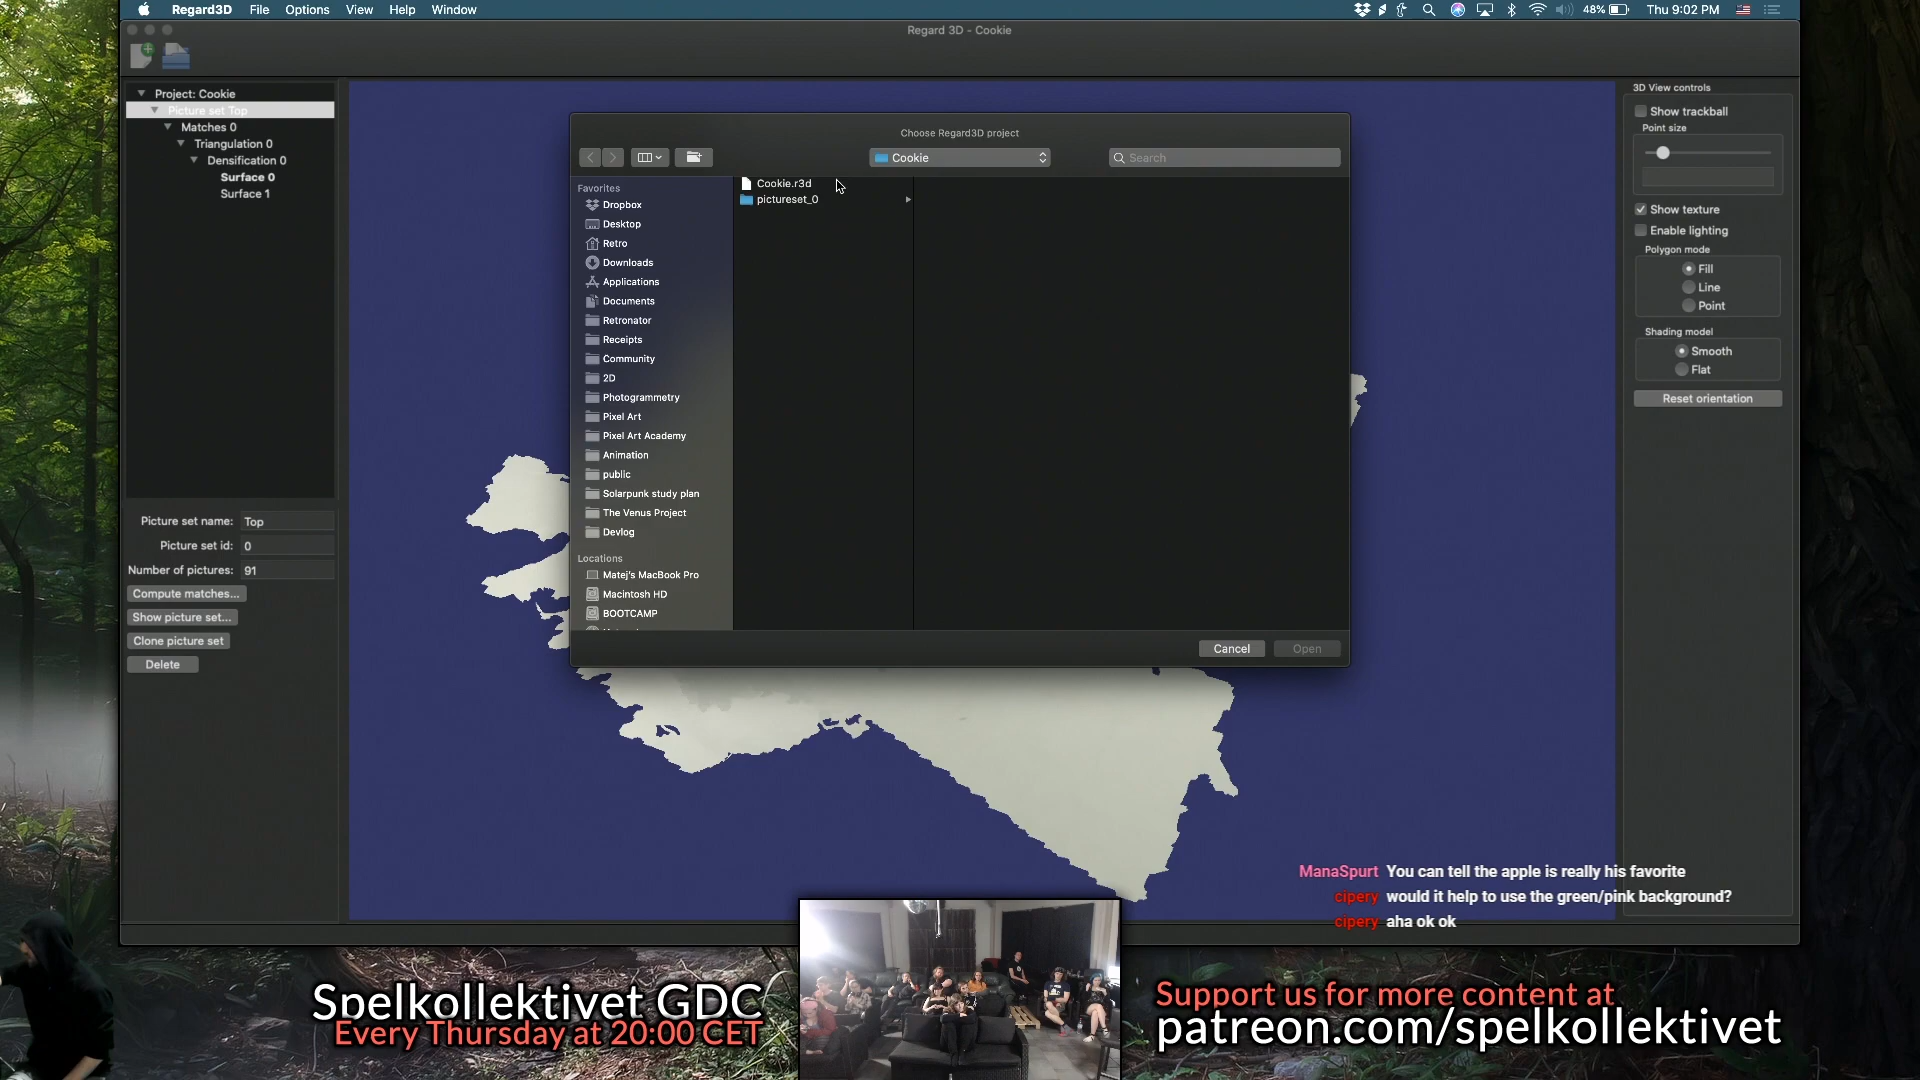 Regard3D File Options View Help Window
48% Thu 9:02 PM
Regard 3D - Cookie
Project: Cookie
Picture set Top
Matches 0
Triangulation 0
Densification 0
Surface 0
Surface 1
Picture set name: Top
Picture set id: 0
Number of pictures: 91
Compute matches...
Show picture set...
Clone picture set
Delete
Choose Regard3D project
Cookie
Search
Favorites
Dropbox
Desktop
Retro
Downloads
Applications
Documents
Retronator
Receipts
Community
2D
Photogrammetry
Pixel Art
Pixel Art Academy
Animation
public
Solarpunk study plan
The Venus Project
Devlog
Locations
Matej's MacBook Pro
Macintosh HD
BOOTCAMP
Cookie.r3d
pictureset_0
Cancel
Open
3D View controls
Show trackball
Point size
Show texture
Enable lighting
Polygon mode
Fill
Line
Point
Shading model
Smooth
Flat
Reset orientation
ManaSpurt You can tell the apple is really his favorite
cipery would it help to use the green/pink background?
cipery aha ok ok
Spelkollektivet GDC
Every Thursday at 20:00 CET
Support us for more content at
patreon.com/spelkollektivet